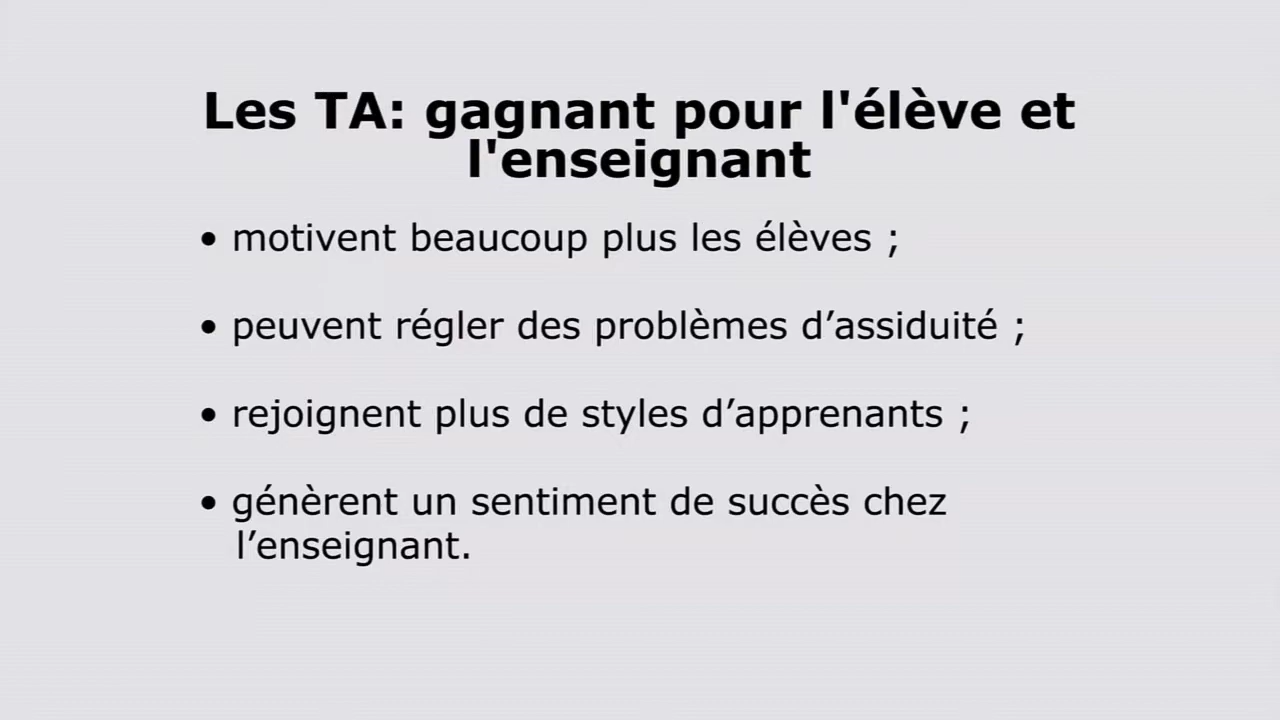 Les TA: gagnant pour l'élève et
l'enseignant
• motivent beaucoup plus les élèves ;
• peuvent régler des problèmes d’assiduité ;
• rejoignent plus de styles d’apprenants ;
• génèrent un sentiment de succès chez
l’enseignant.